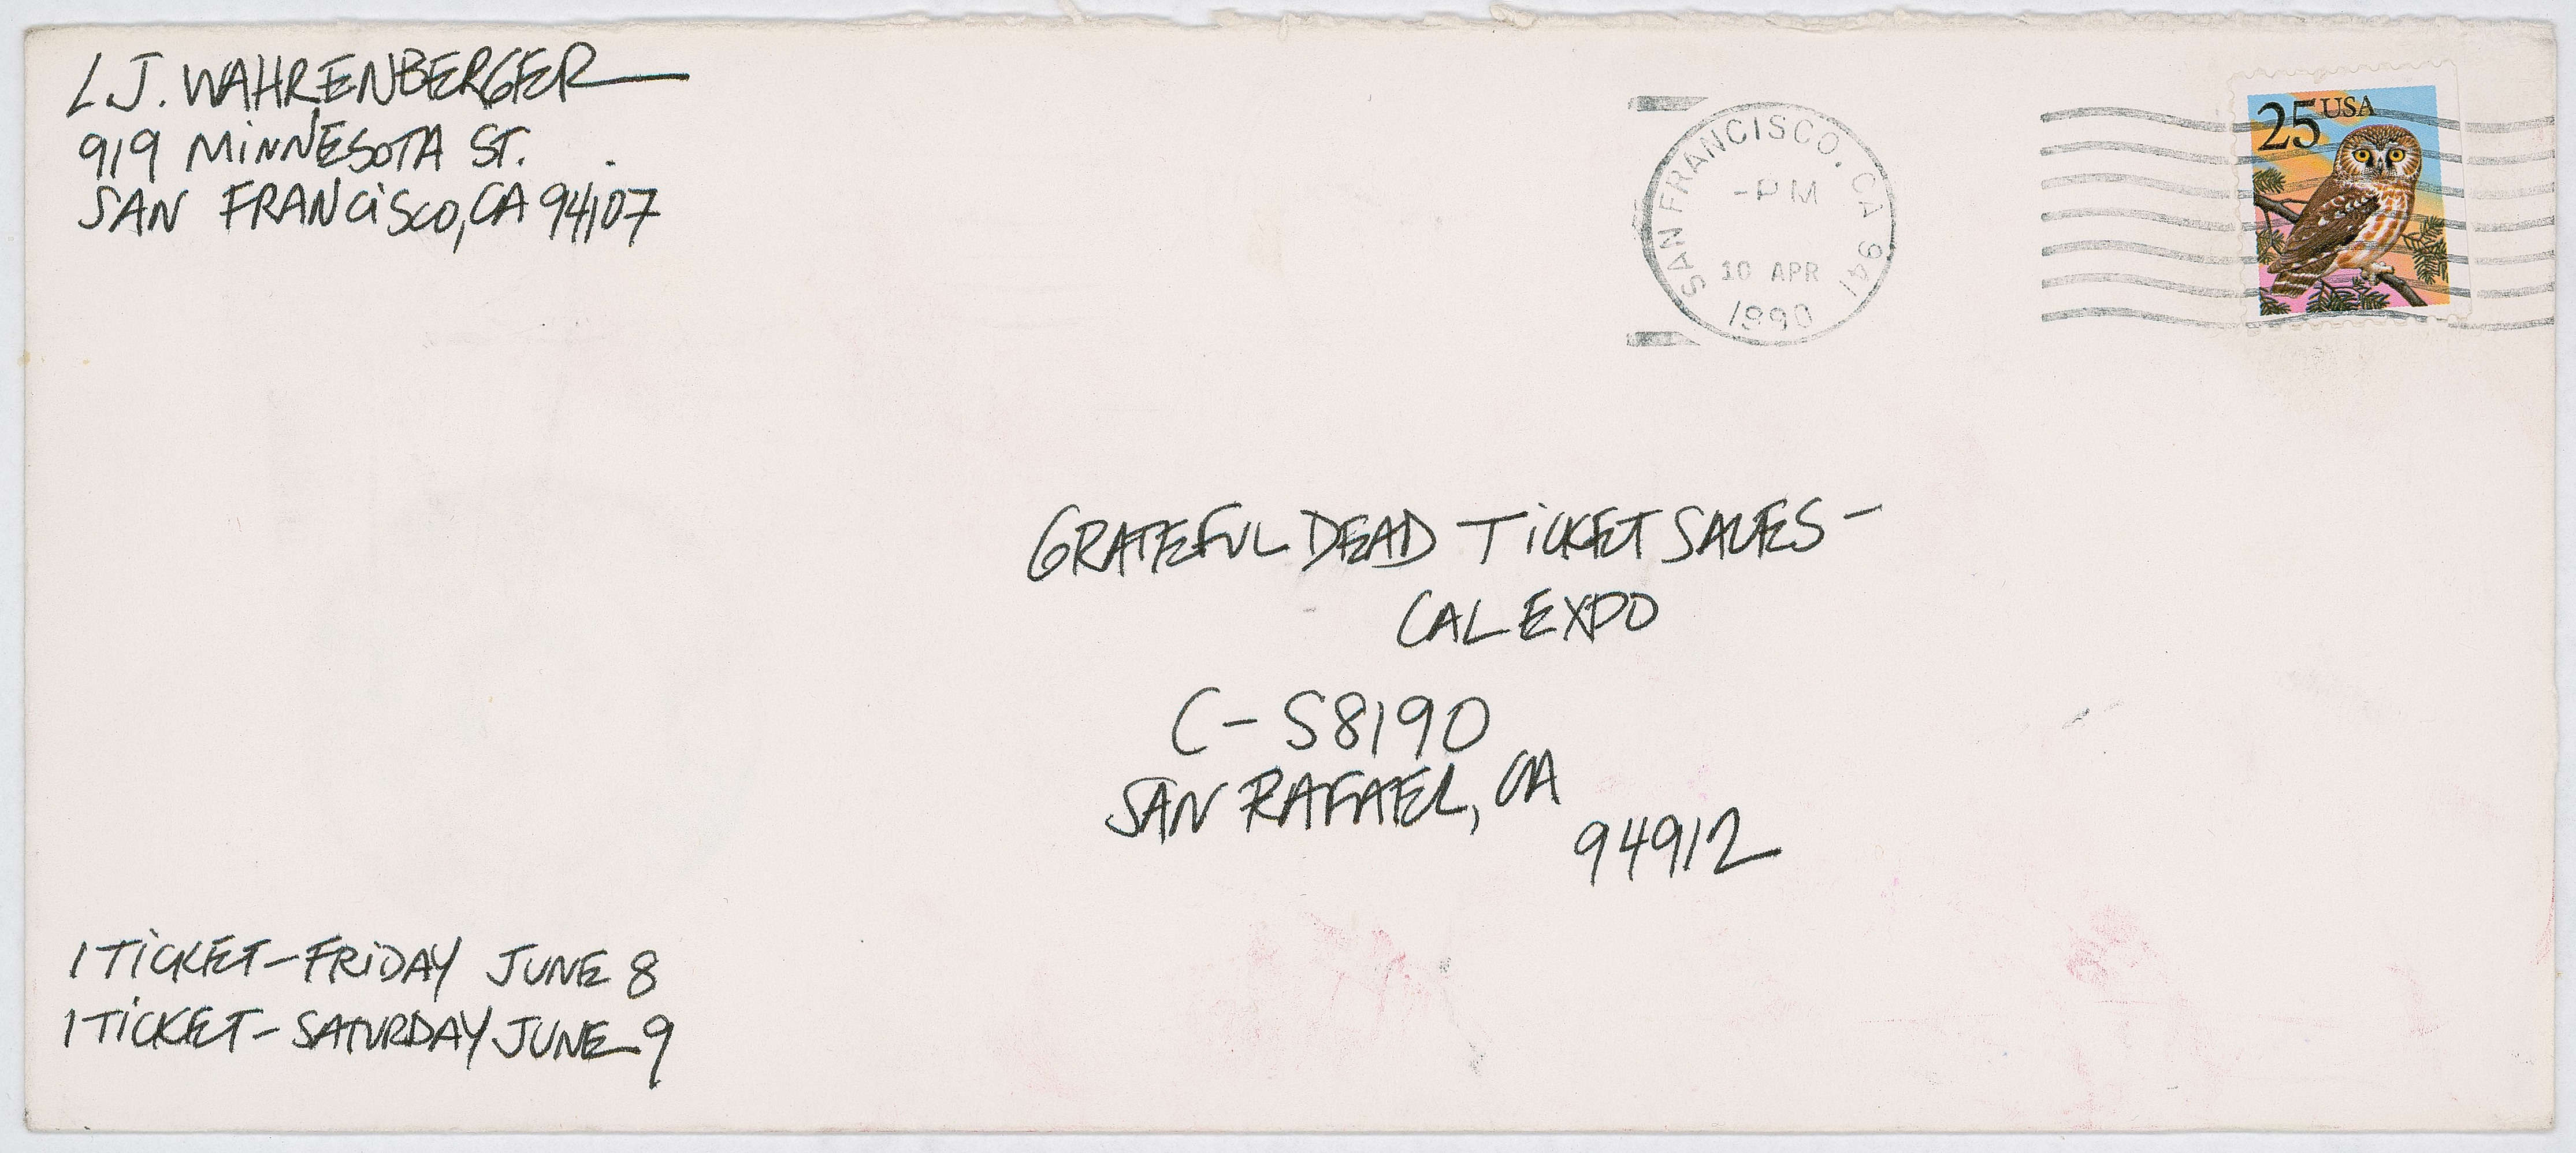 L.J. WAHRENBERGER
919 MINNESOTA ST.
SAN FRANCISCO, CA 94107
SAN FRANCISCO, CA 941
-PM
10 APR
1990
25 USA
GRATEFUL DEAD TICKET SALES-
CAL EXPO
C-S8190
SAN RAFAEL, CA
94912
1 TICKET-FRIDAY JUNE 8
1 TICKET-SATURDAY JUNE 9